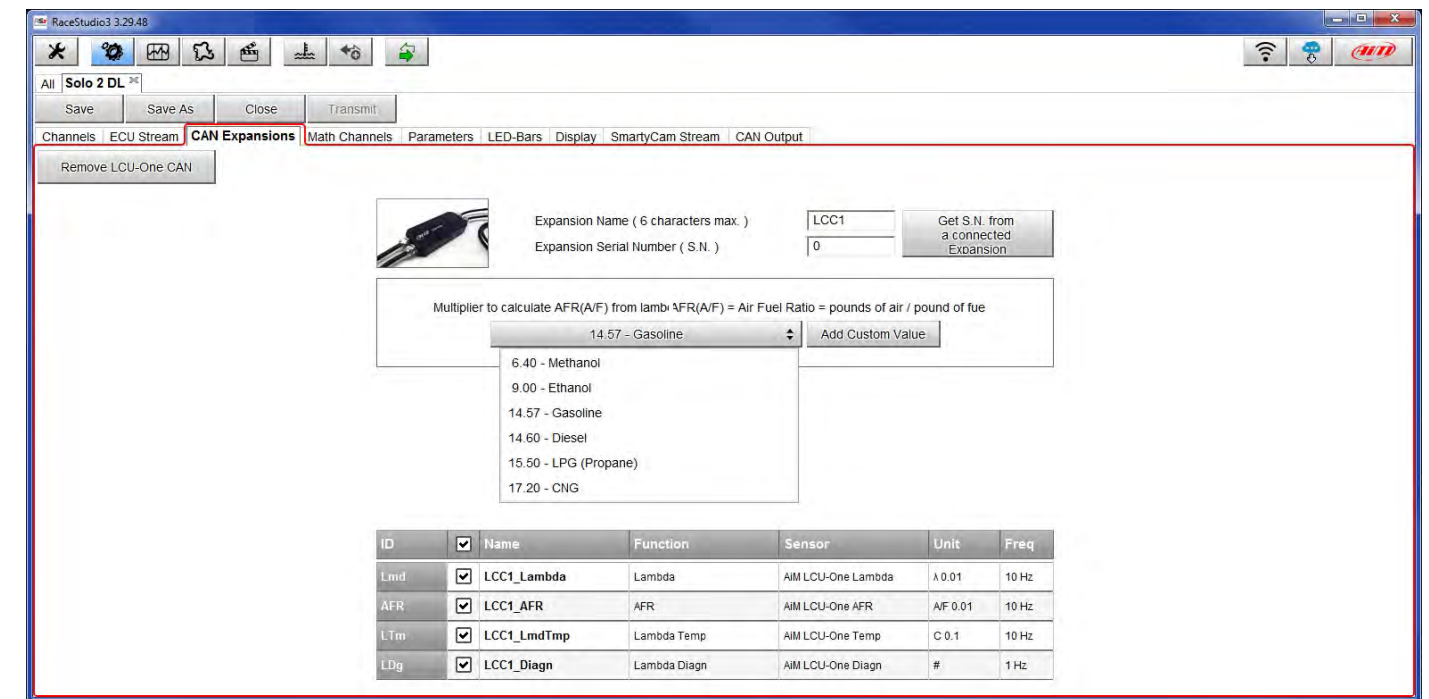 RaceStudio3 3.29.48
AiM
All Solo 2 DL
Save Save As Close Transmit
Channels ECU Stream CAN Expansions Math Channels Parameters LED-Bars Display SmartyCam Stream CAN Output
Remove LCU-One CAN
Expansion Name ( 6 characters max. ) LCC1
Expansion Serial Number ( S.N. ) 0
Get S.N. from
a connected
Expansion
Multiplier to calculate AFR(A/F) from lamb AFR(A/F) = Air Fuel Ratio = pounds of air / pound of fue
14.57 - Gasoline Add Custom Value
6.40 - Methanol
9.00 - Ethanol
14.57 - Gasoline
14.60 - Diesel
15.50 - LPG (Propane)
17.20 - CNG
ID Name Function Sensor Unit Freq
Lmd LCC1_Lambda Lambda AiM LCU-One Lambda λ 0.01 10 Hz
AFR LCC1_AFR AFR AiM LCU-One AFR A/F 0.01 10 Hz
LTm LCC1_LmdTmp Lambda Temp AiM LCU-One Temp C 0.1 10 Hz
LDg LCC1_Diagn Lambda Diagn AiM LCU-One Diagn # 1 Hz